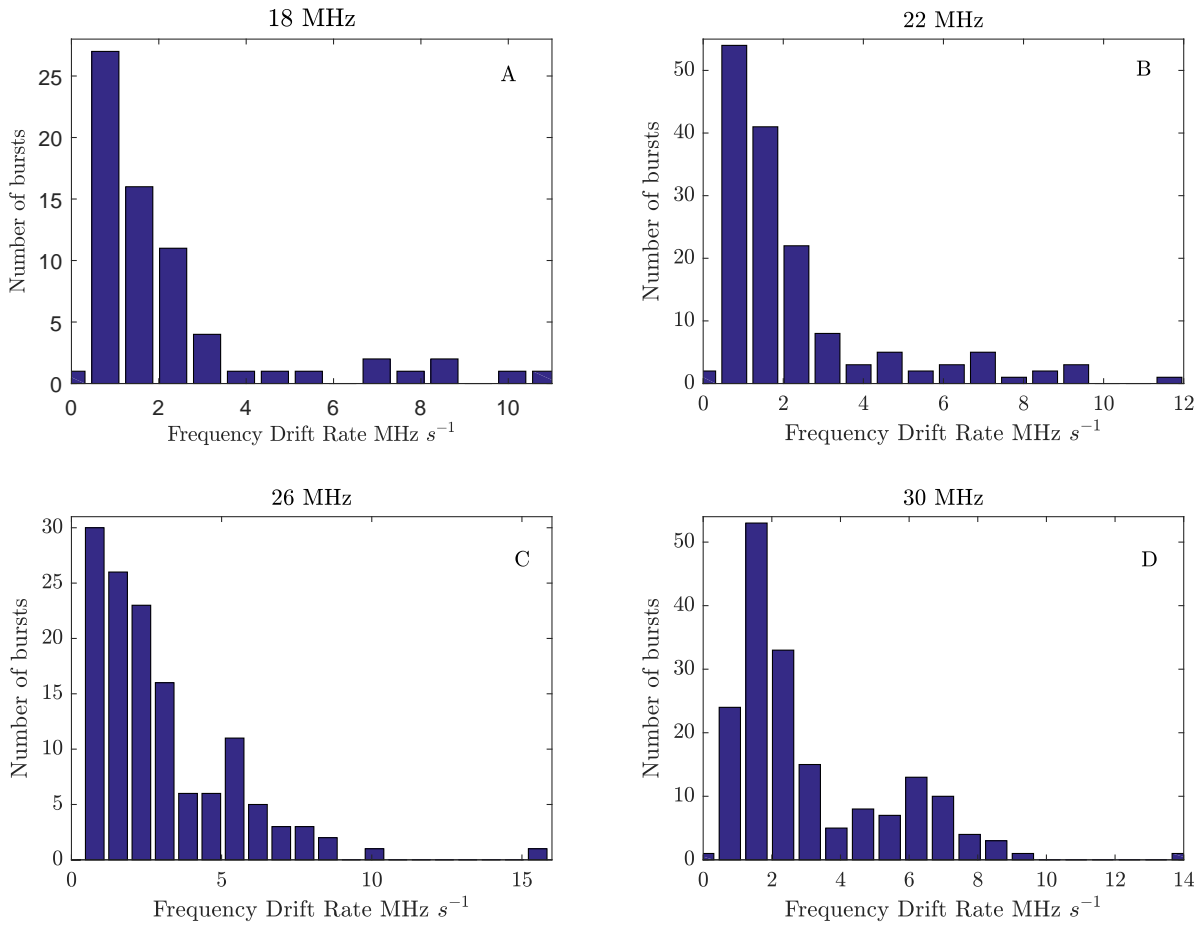 18 MHz
A
25
20
15
10
5
0
Number of bursts
0 2 4 6 8 10
Frequency Drift Rate MHz s⁻¹
22 MHz
B
50
40
30
20
10
0
Number of bursts
0 2 4 6 8 10 12
Frequency Drift Rate MHz s⁻¹
26 MHz
C
30
25
20
15
10
5
0
Number of bursts
0 5 10 15
Frequency Drift Rate MHz s⁻¹
30 MHz
D
50
40
30
20
10
0
Number of bursts
0 2 4 6 8 10 12 14
Frequency Drift Rate MHz s⁻¹